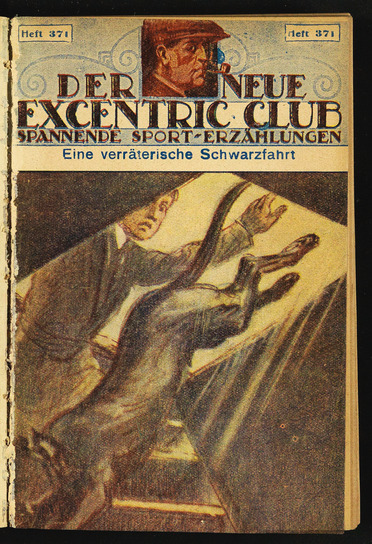 Heft 371
Heft 371
DER NEUE
EXCENTRIC CLUB
SPANNENDE SPORT-ERZÄHLUNGEN
Eine verräterische Schwarzfahrt